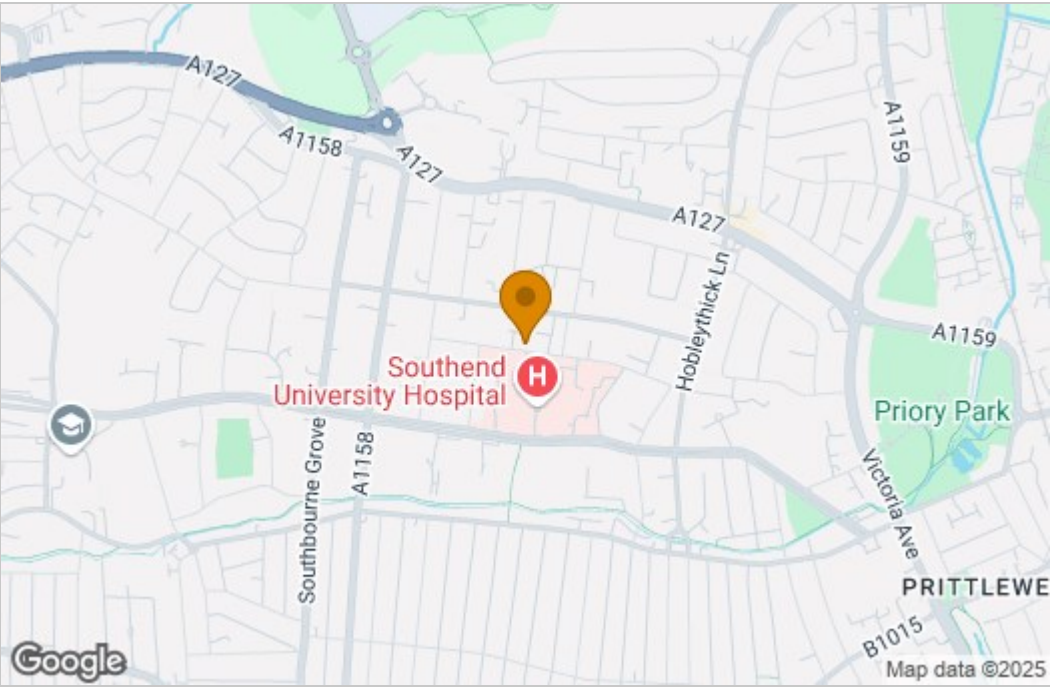 A127
A1158
A127
A1159
A127
Hobleythick Ln
A1159
Southend
University Hospital
H
Priory Park
Southbourne Grove
A1158
Victoria Ave
PRITTLEWE
B1015
Google
Map data ©2025